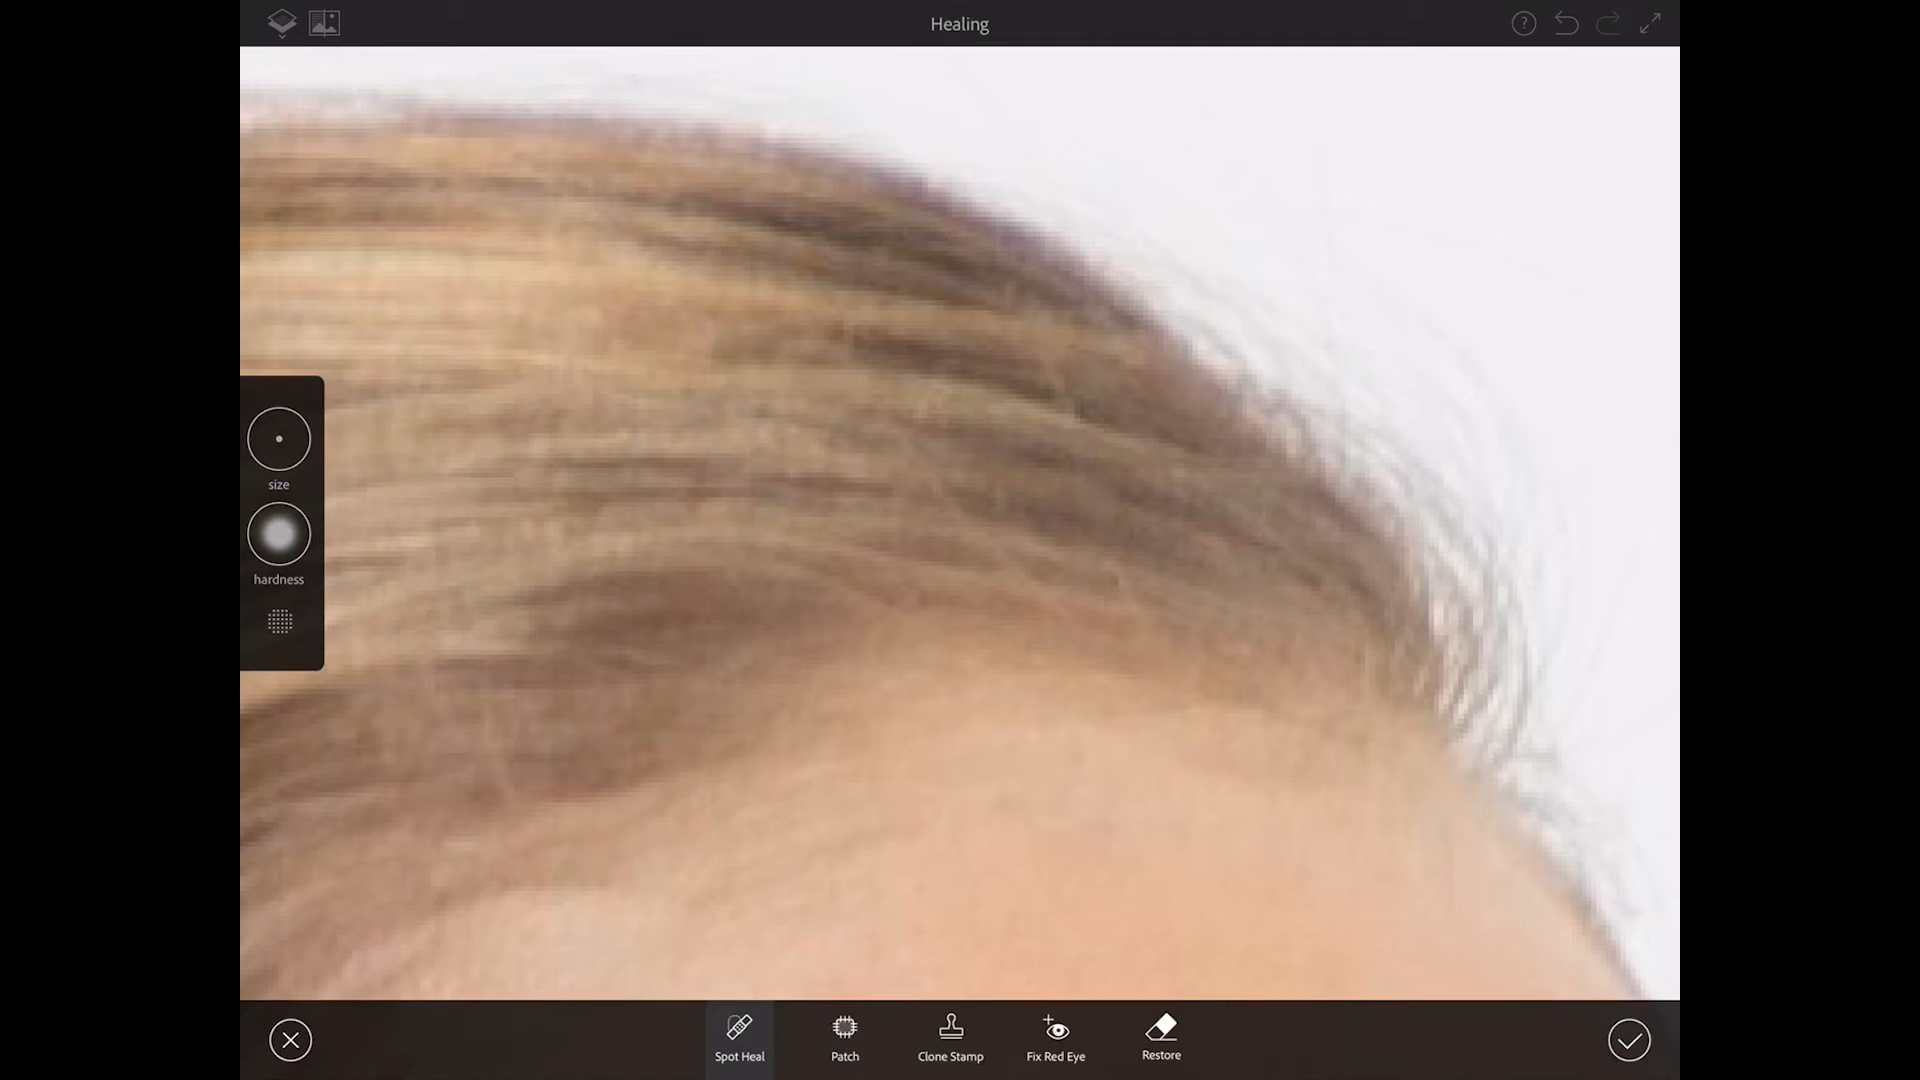 Healing
size
hardness
Spot Heal
Patch
Clone Stamp
Fix Red Eye
Restore